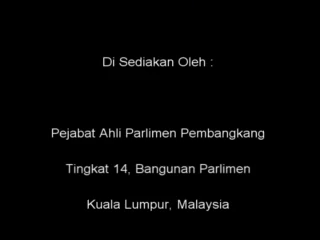 Di Sediakan Oleh :
Pejabat Ahli Parlimen Pembangkang
Tingkat 14, Bangunan Parlimen
Kuala Lumpur, Malaysia